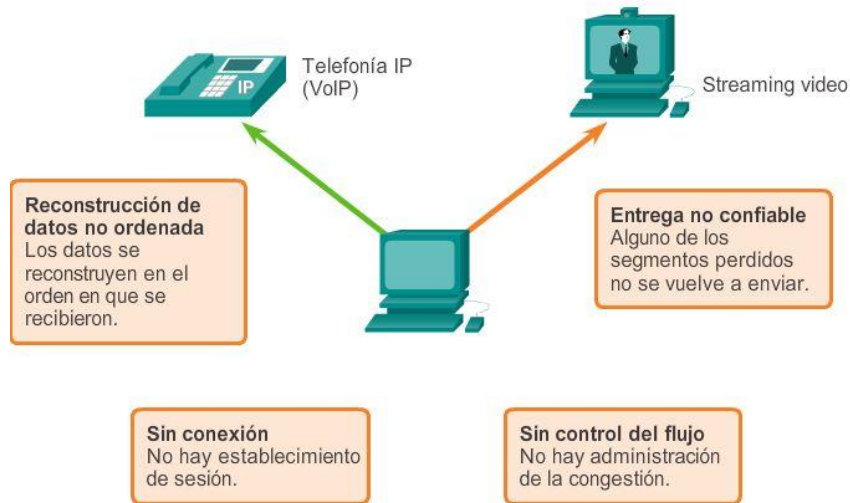 Telefonía IP
(VoIP)
IP
Streaming video
Reconstrucción de
datos no ordenada
Los datos se
reconstruyen en el
orden en que se
recibieron.
Entrega no confiable
Alguno de los
segmentos perdidos
no se vuelve a enviar.
Sin conexión
No hay establecimiento
de sesión.
Sin control del flujo
No hay administración
de la congestión.